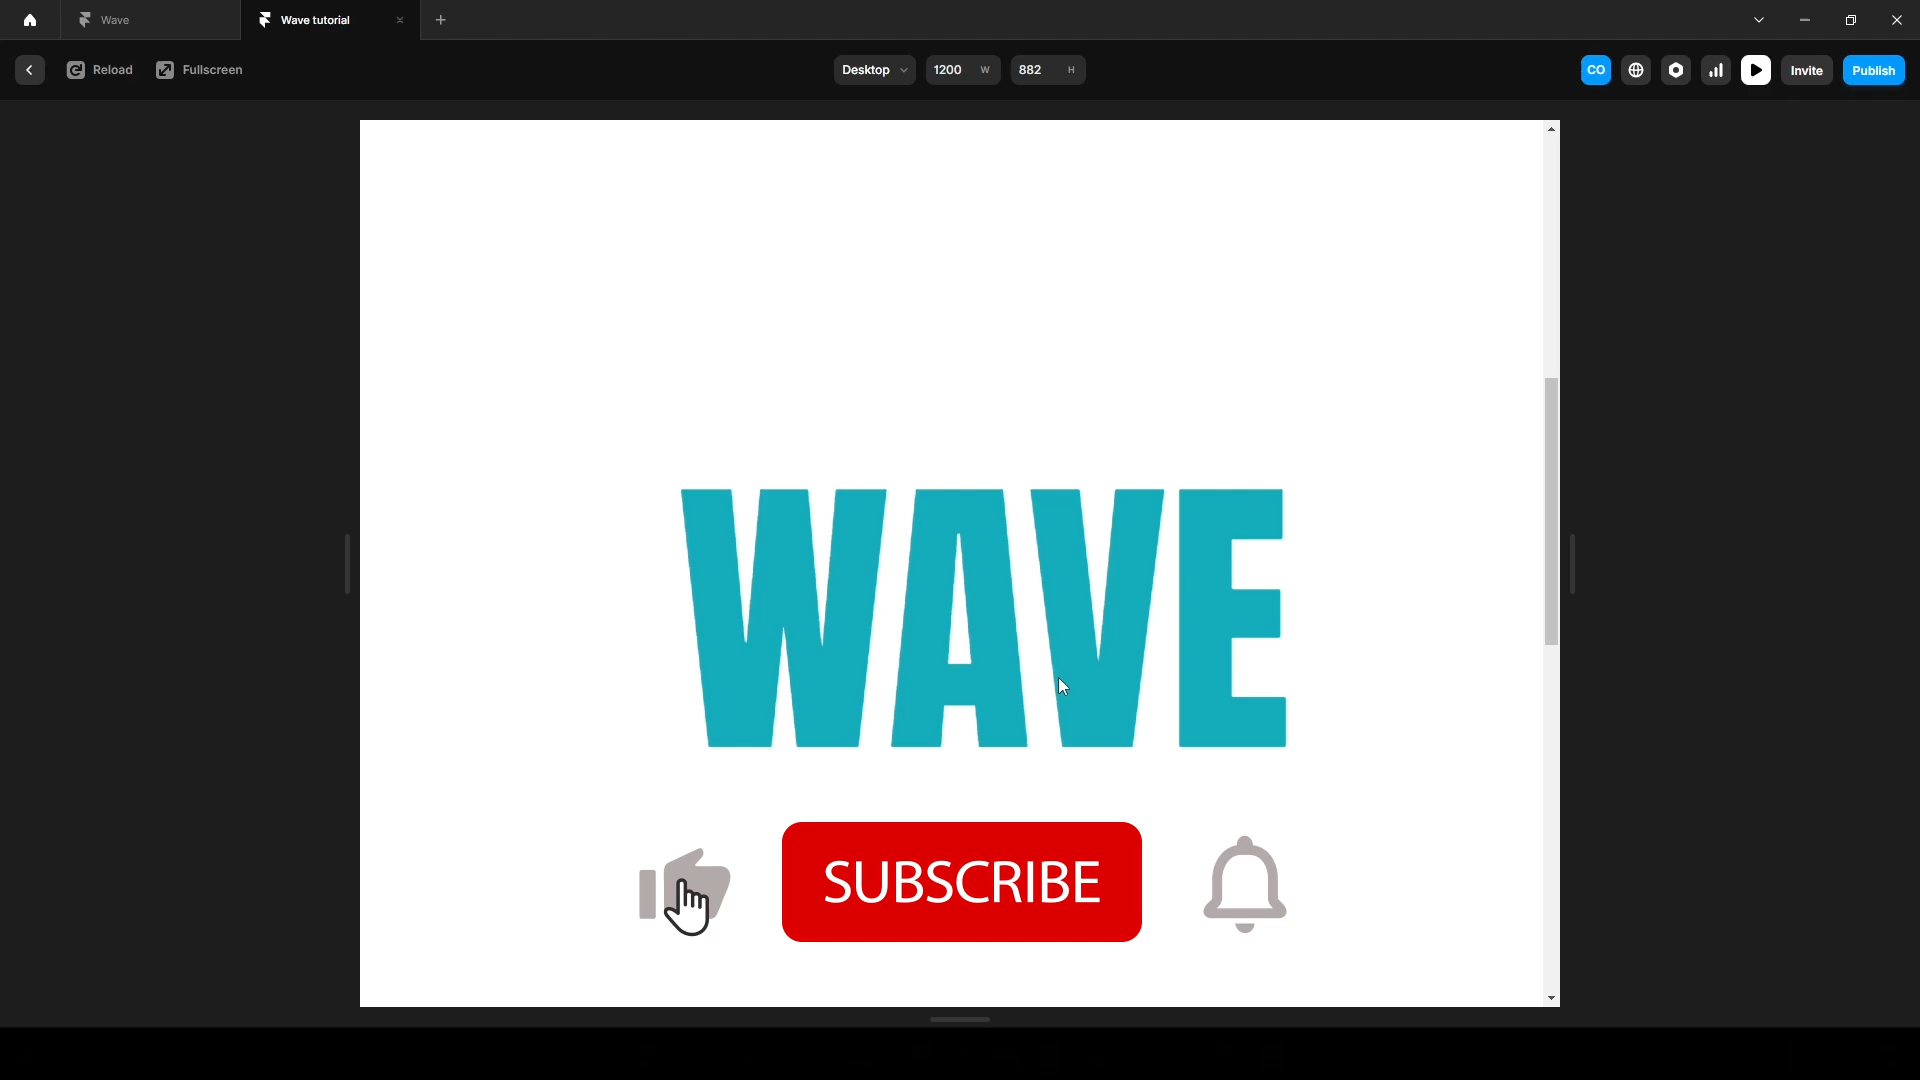 Wave
Wave tutorial
Reload
Fullscreen
Desktop
1200 W
882 H
CO
Invite
Publish
WAVE
SUBSCRIBE